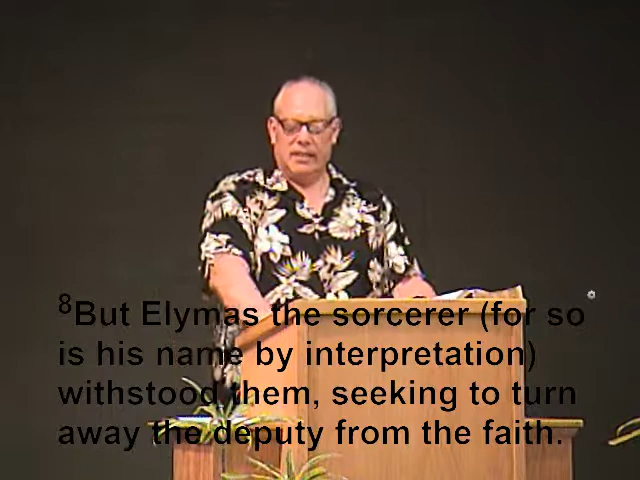 8But Elymas the sorcerer (for so
is his name by interpretation)
withstood them, seeking to turn
away the deputy from the faith.